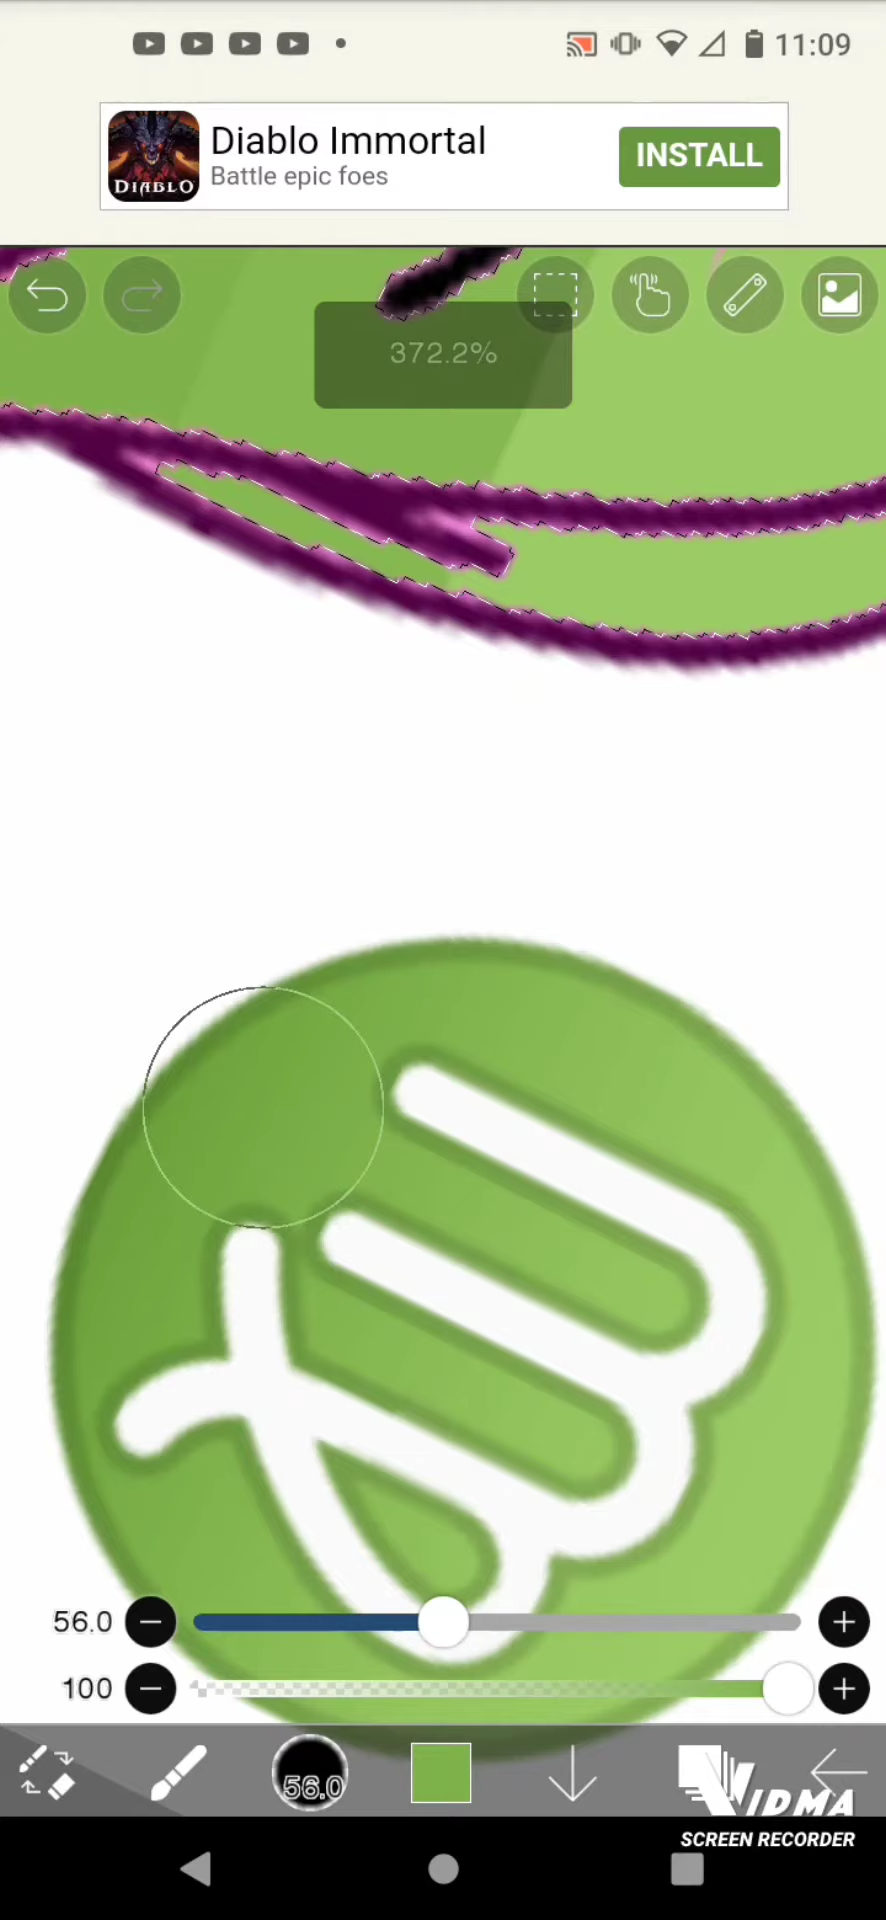 11:09
Diablo Immortal
Battle epic foes
INSTALL
DIABLO
372.2%
56.0
100
56.0
VIDMA
SCREEN RECORDER